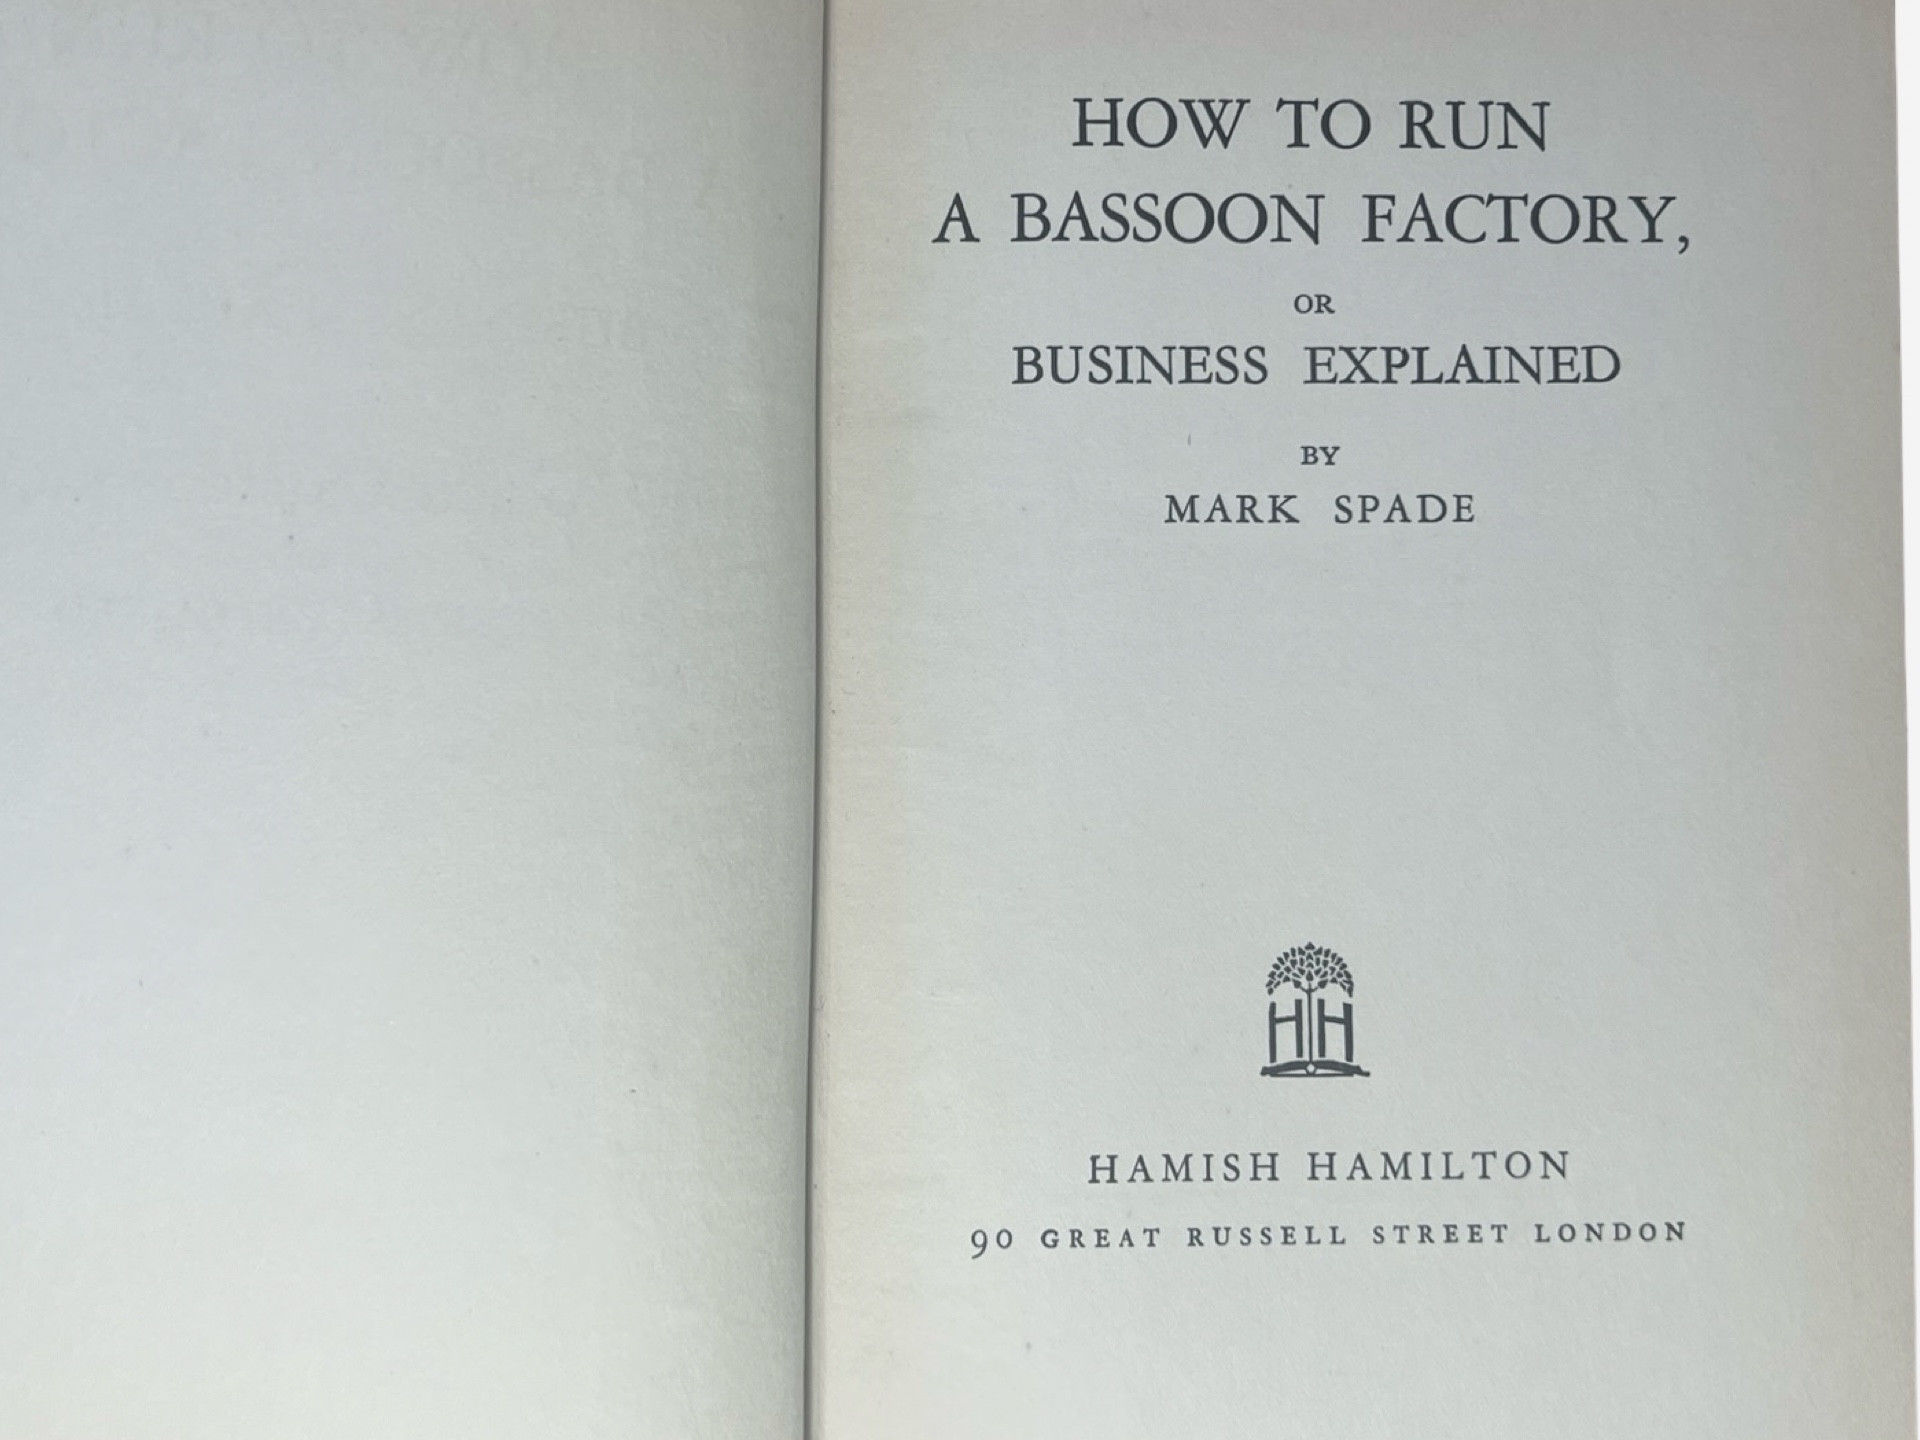 HOW TO RUN
A BASSOON FACTORY,
OR
BUSINESS EXPLAINED
BY
MARK SPADE
HH
HAMISH HAMILTON
90 GREAT RUSSELL STREET LONDON